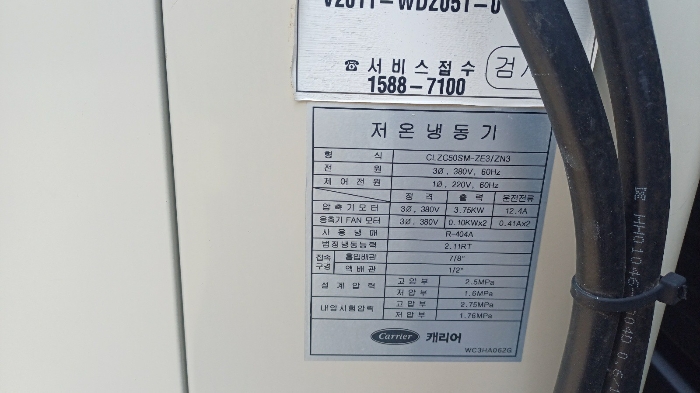 ☎ 서비스접수
1588-7100
저온냉동기
형 식 CLZC50SM-ZE3/ZN3
전 원 3Ø, 380V, 60Hz
제어전원 1Ø, 220V, 60Hz
정 격 출 력 운전전류
압축기모터 3Ø, 380V 3.75KW 12.4A
응축기 FAN 모터 3Ø, 380V 0.10KWx2 0.41Ax2
사 용 냉 매 R-404A
법정냉동능력 2.11RT
접속구경 흡입배관 7/8"
액 배관 1/2"
설 계 압 력 고 압 부 2.5MPa
저 압 부 1.6MPa
내압시험압력 고 압 부 2.75MPa
저 압 부 1.76MPa
Carrier 캐리어
WC3HA062G